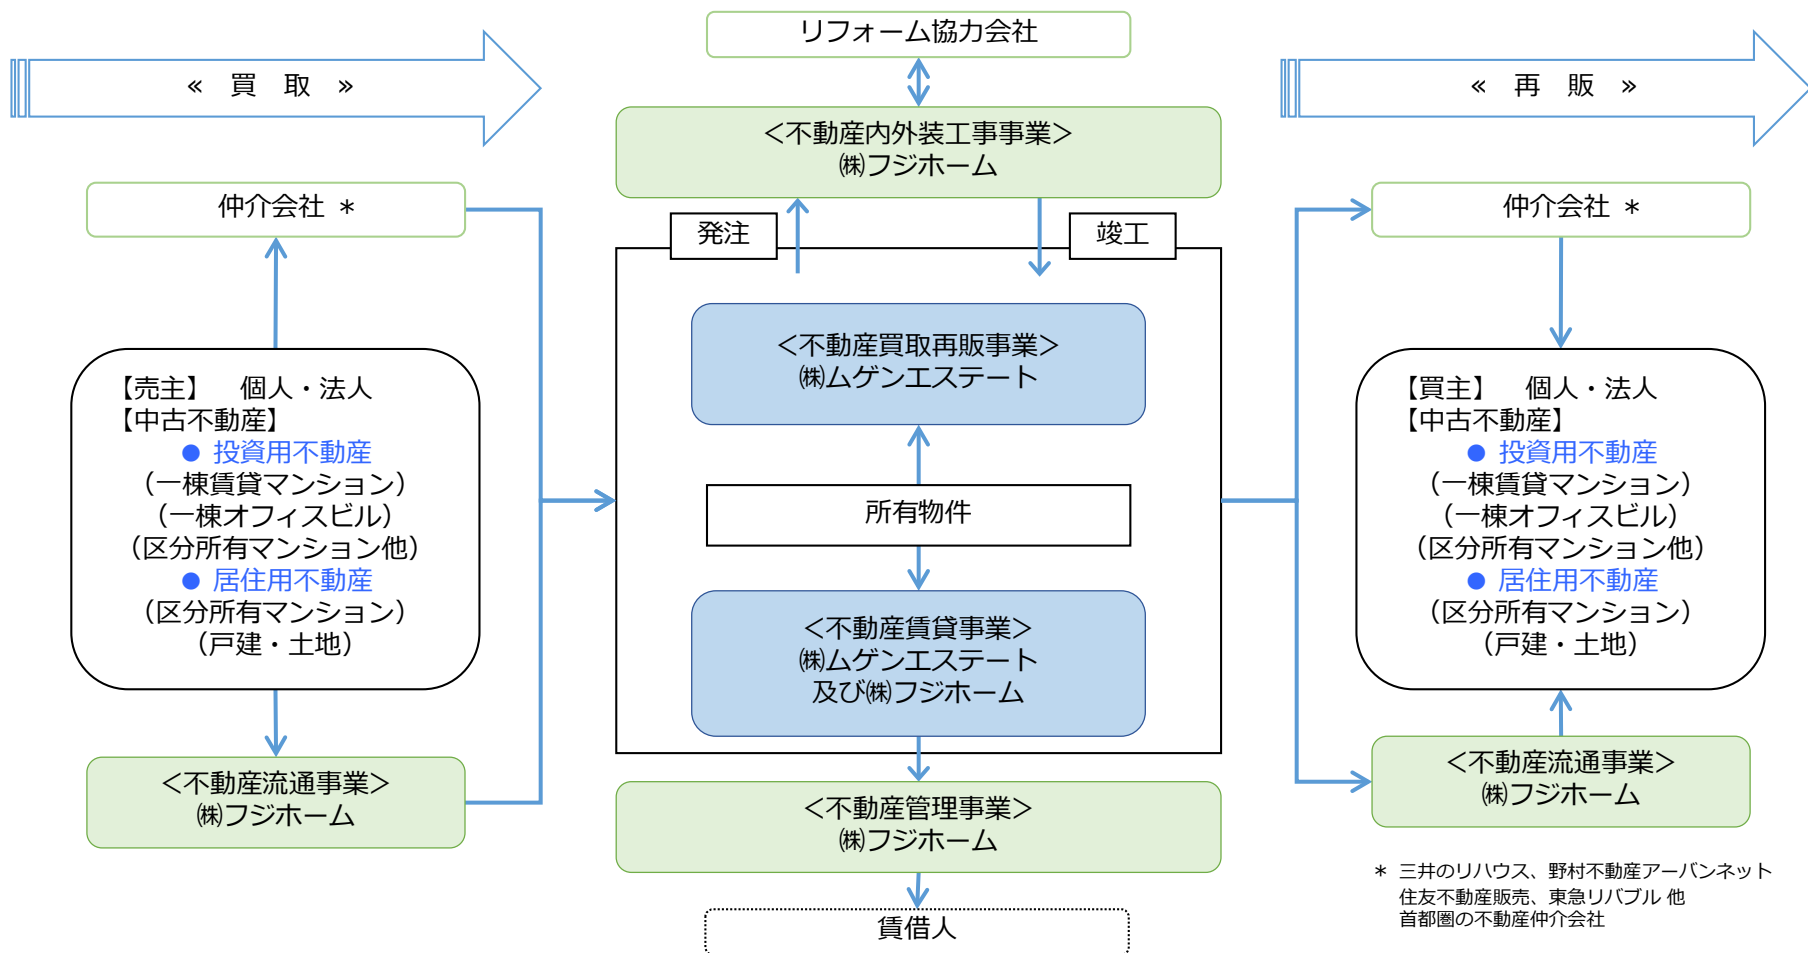 リフォーム協力会社
« 買 取 »
« 再 販 »
＜不動産内外装工事事業＞
㈱フジホーム
仲介会社 ＊
発注
竣工
仲介会社 ＊
＜不動産買取再販事業＞
㈱ムゲンエステート
【売主】 個人・法人
【中古不動産】
● 投資用不動産
（一棟賃貸マンション）
（一棟オフィスビル）
（区分所有マンション他）
● 居住用不動産
（区分所有マンション）
（戸建・土地）
所有物件
＜不動産賃貸事業＞
㈱ムゲンエステート
及び㈱フジホーム
【買主】 個人・法人
【中古不動産】
● 投資用不動産
（一棟賃貸マンション）
（一棟オフィスビル）
（区分所有マンション他）
● 居住用不動産
（区分所有マンション）
（戸建・土地）
＜不動産流通事業＞
㈱フジホーム
＜不動産管理事業＞
㈱フジホーム
＜不動産流通事業＞
㈱フジホーム
賃借人
＊ 三井のリハウス、野村不動産アーバンネット
住友不動産販売、東急リバブル 他
首都圏の不動産仲介会社